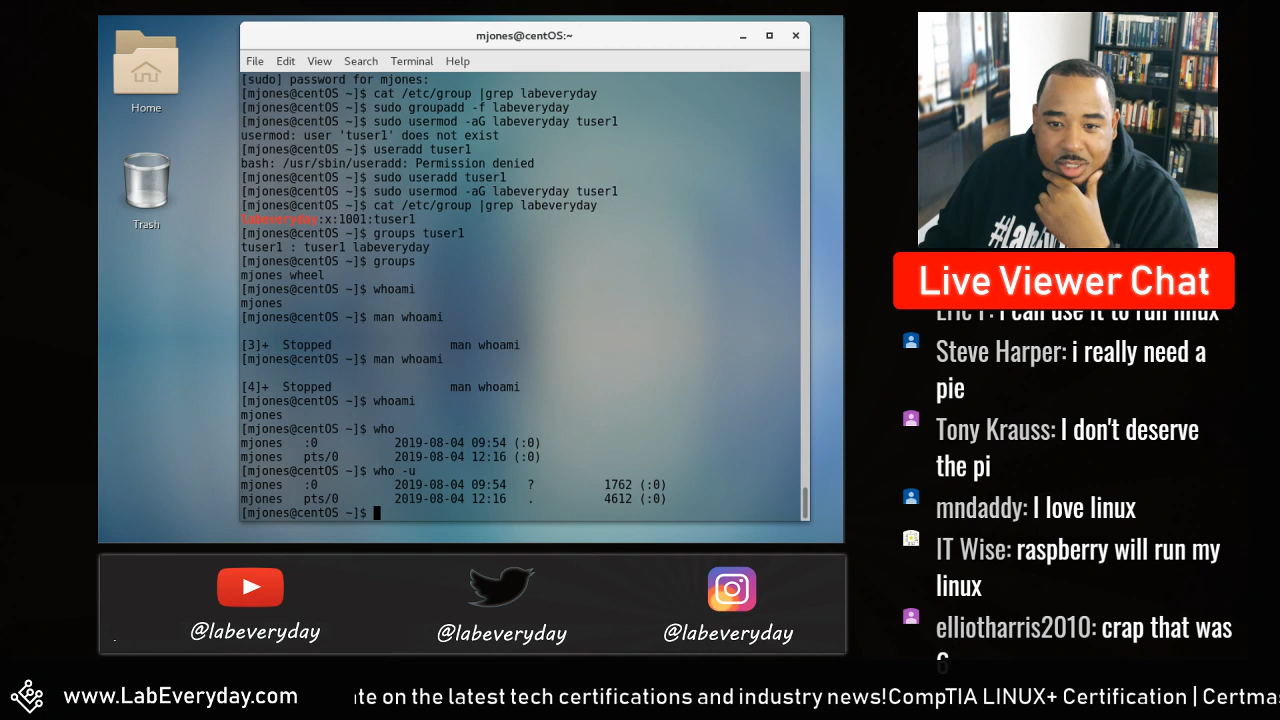 mjones@centOS:~
File Edit View Search Terminal Help
[sudo] password for mjones:
[mjones@centOS ~]$ cat /etc/group |grep labeveryday
[mjones@centOS ~]$ sudo groupadd -f labeveryday
[mjones@centOS ~]$ sudo usermod -aG labeveryday tuser1
usermod: user 'tuser1' does not exist
[mjones@centOS ~]$ useradd tuser1
bash: /usr/sbin/useradd: Permission denied
[mjones@centOS ~]$ sudo useradd tuser1
[mjones@centOS ~]$ sudo usermod -aG labeveryday tuser1
[mjones@centOS ~]$ cat /etc/group |grep labeveryday
labeveryday:x:1001:tuser1
[mjones@centOS ~]$ groups tuser1
tuser1 : tuser1 labeveryday
[mjones@centOS ~]$ groups
mjones wheel
[mjones@centOS ~]$ whoami
mjones
[mjones@centOS ~]$ man whoami
[3]+  Stopped                 man whoami
[mjones@centOS ~]$ man whoami
[4]+  Stopped                 man whoami
[mjones@centOS ~]$ whoami
mjones
[mjones@centOS ~]$ who
mjones   :0           2019-08-04 09:54 (:0)
mjones   pts/0        2019-08-04 12:16 (:0)
[mjones@centOS ~]$ who -u
mjones   :0           2019-08-04 09:54   ?          1762 (:0)
mjones   pts/0        2019-08-04 12:16   .          4612 (:0)
[mjones@centOS ~]$
Home
Trash
Live Viewer Chat
Eric F: I can use it to run linux
Steve Harper: i really need a
pie
Tony Krauss: I don't deserve
the pi
mndaddy: I love linux
IT Wise: raspberry will run my
linux
elliotharris2010: crap that was
@labeveryday
@labeveryday
@labeveryday
www.LabEveryday.com
on the latest tech certifications and industry news!CompTIA LINUX+ Certification |